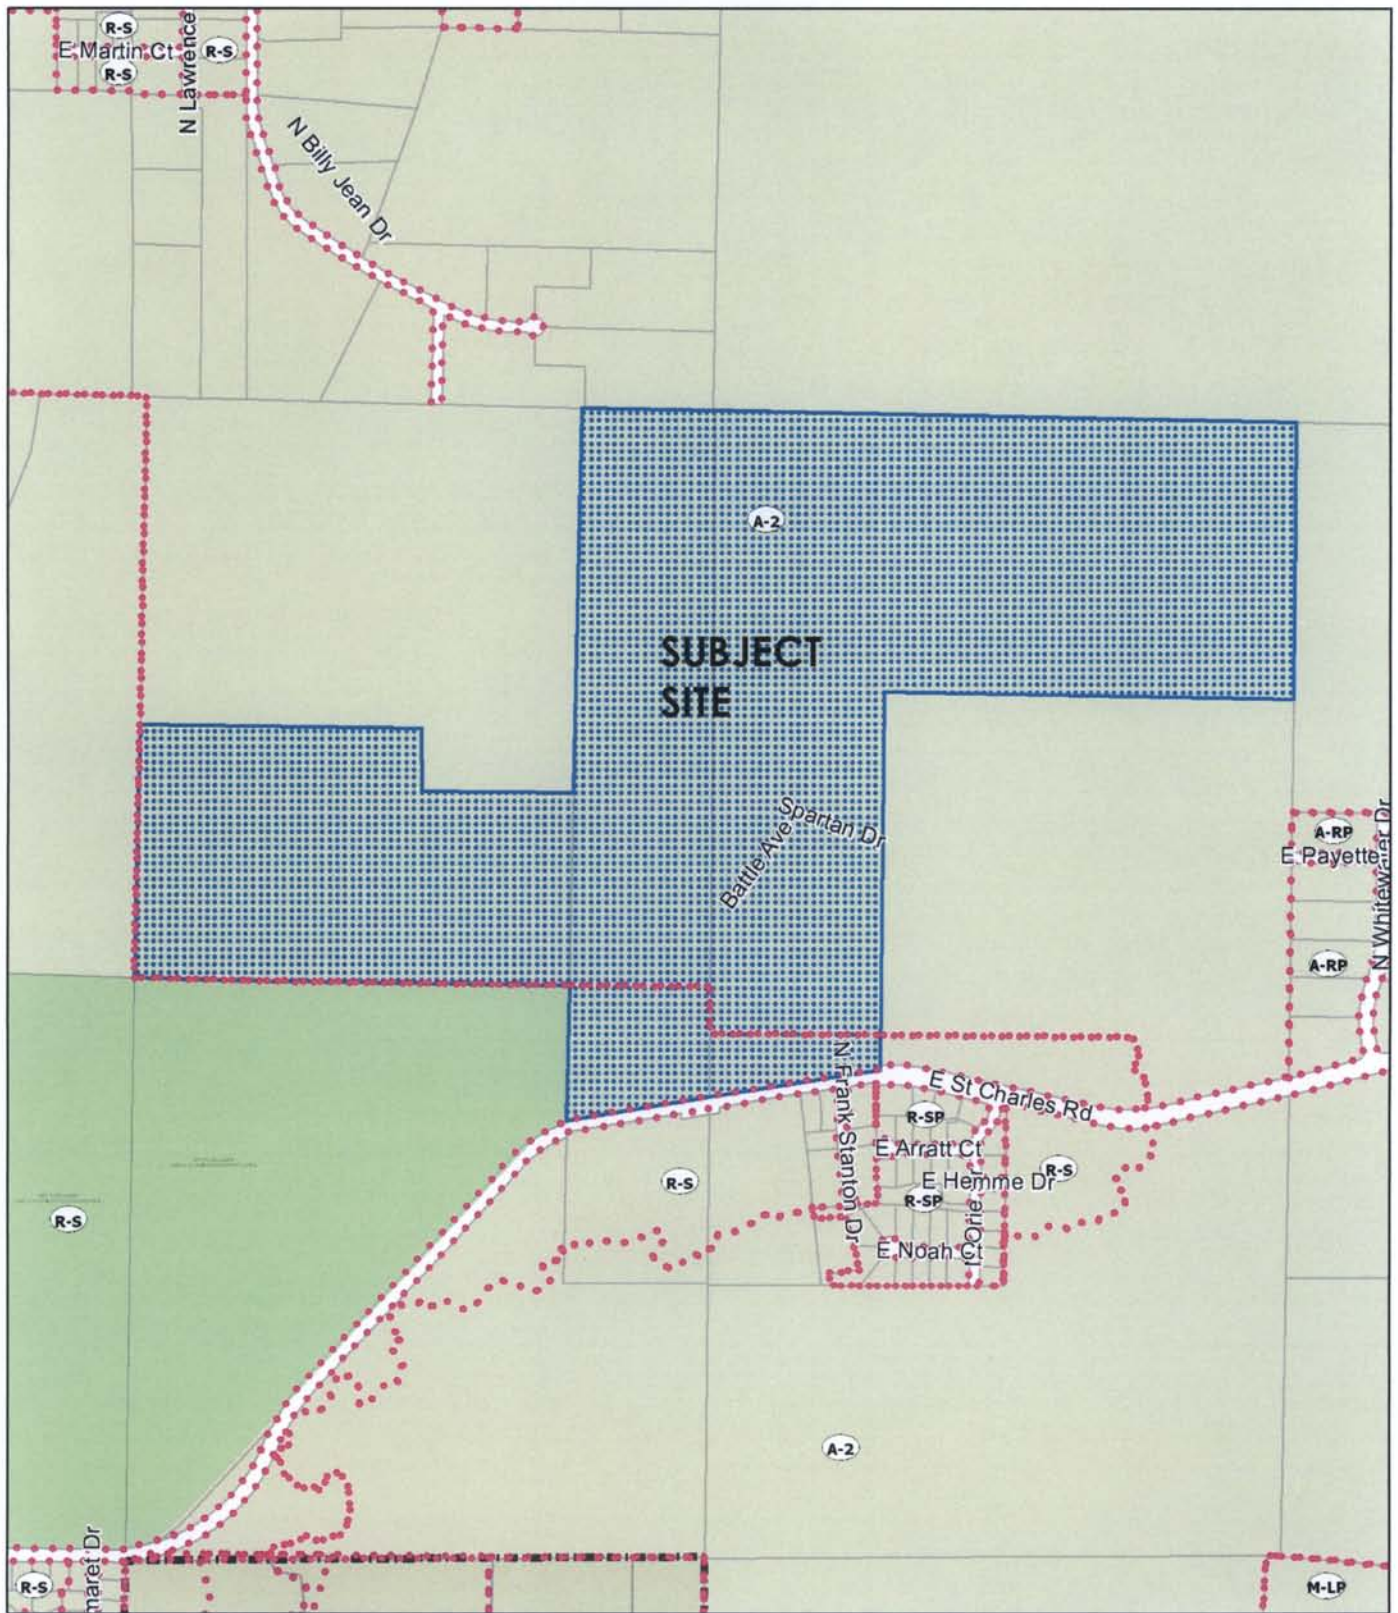 R-S
E Martin Ct
R-S
R-S
N Lawrence
N Billy Jean Dr
A-2
SUBJECT
SITE
Spartan Dr
Battle Ave
A-RP
E Payette
N Whitewater Dr
A-RP
N Frank Stanton Dr
E St Charles Rd
R-SP
E Arratt Ct
R-S
R-S
E Hemme Dr
R-SP
Orie
R-S
E Noah Ct
A-2
maret Dr
R-S
M-LP